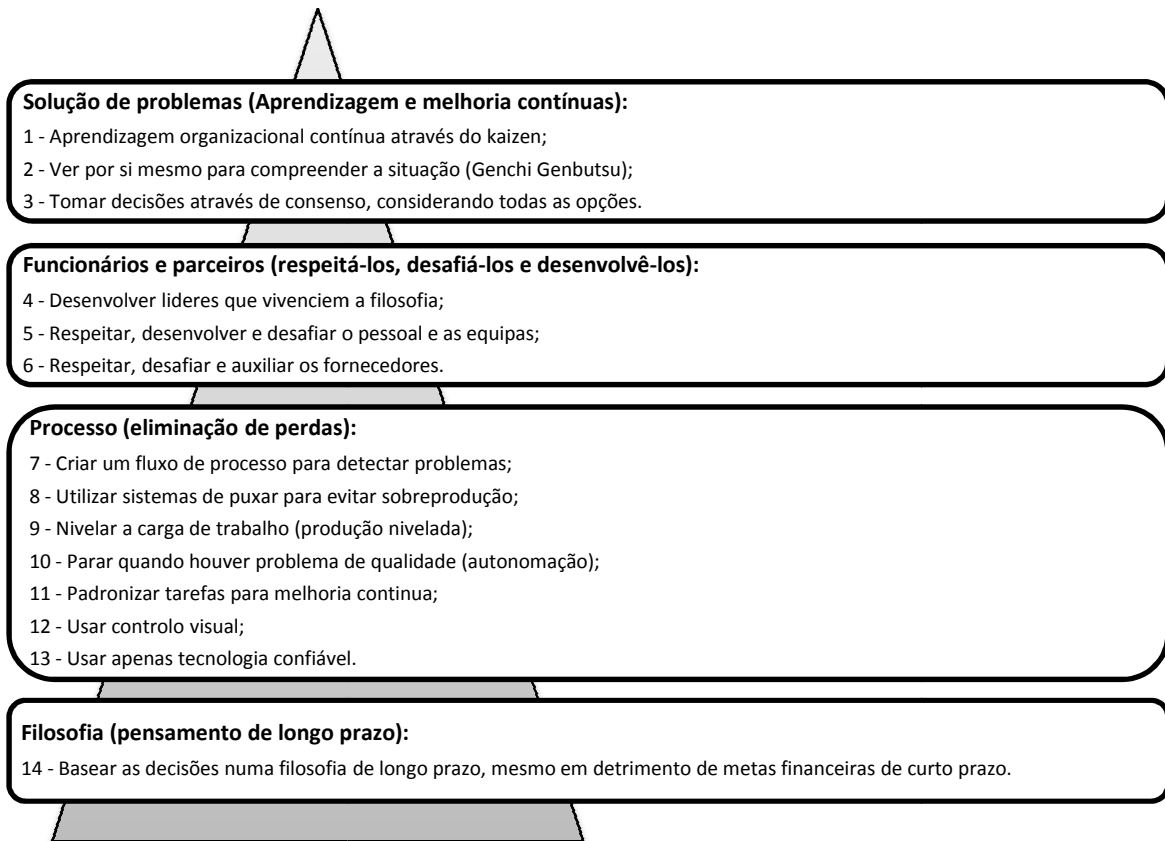 Solução de problemas (Aprendizagem e melhoria contínuas):
1 - Aprendizagem organizacional contínua através do kaizen;
2 - Ver por si mesmo para compreender a situação (Genchi Genbutsu);
3 - Tomar decisões através de consenso, considerando todas as opções.
Funcionários e parceiros (respeitá-los, desafiá-los e desenvolvê-los):
4 - Desenvolver lideres que vivenciem a filosofia;
5 - Respeitar, desenvolver e desafiar o pessoal e as equipas;
6 - Respeitar, desafiar e auxiliar os fornecedores.
Processo (eliminação de perdas):
7 - Criar um fluxo de processo para detectar problemas;
8 - Utilizar sistemas de puxar para evitar sobreprodução;
9 - Nivelar a carga de trabalho (produção nivelada);
10 - Parar quando houver problema de qualidade (autonomação);
11 - Padronizar tarefas para melhoria continua;
12 - Usar controlo visual;
13 - Usar apenas tecnologia confiável.
Filosofia (pensamento de longo prazo):
14 - Basear as decisões numa filosofia de longo prazo, mesmo em detrimento de metas financeiras de curto prazo.